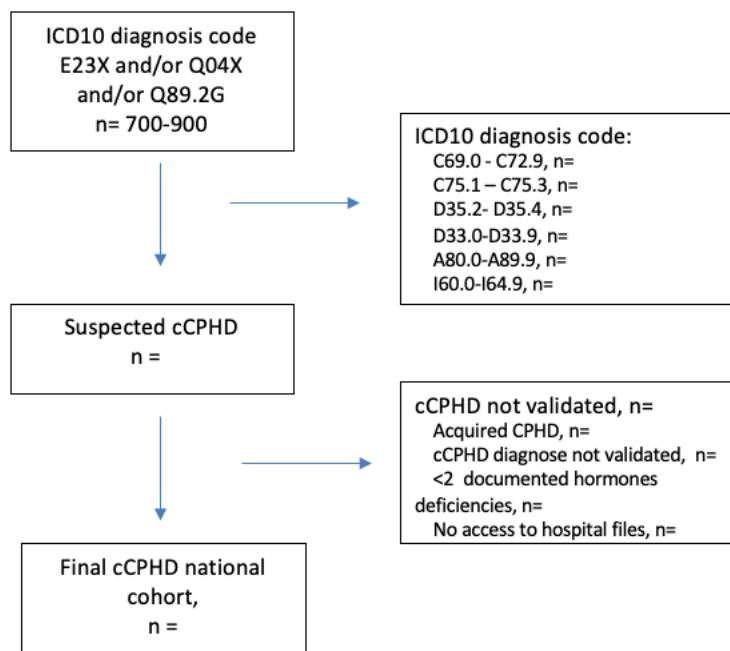 ICD10 diagnosis code
E23X and/or Q04X
and/or Q89.2G
n= 700-900
ICD10 diagnosis code:
C69.0 - C72.9, n=
C75.1 – C75.3, n=
D35.2- D35.4, n=
D33.0-D33.9, n=
A80.0-A89.9, n=
I60.0-I64.9, n=
Suspected cCPHD
n =
cCPHD not validated, n=
Acquired CPHD, n=
cCPHD diagnose not validated, n=
<2 documented hormones
deficiencies, n=
No access to hospital files, n=
Final cCPHD national
cohort,
n =